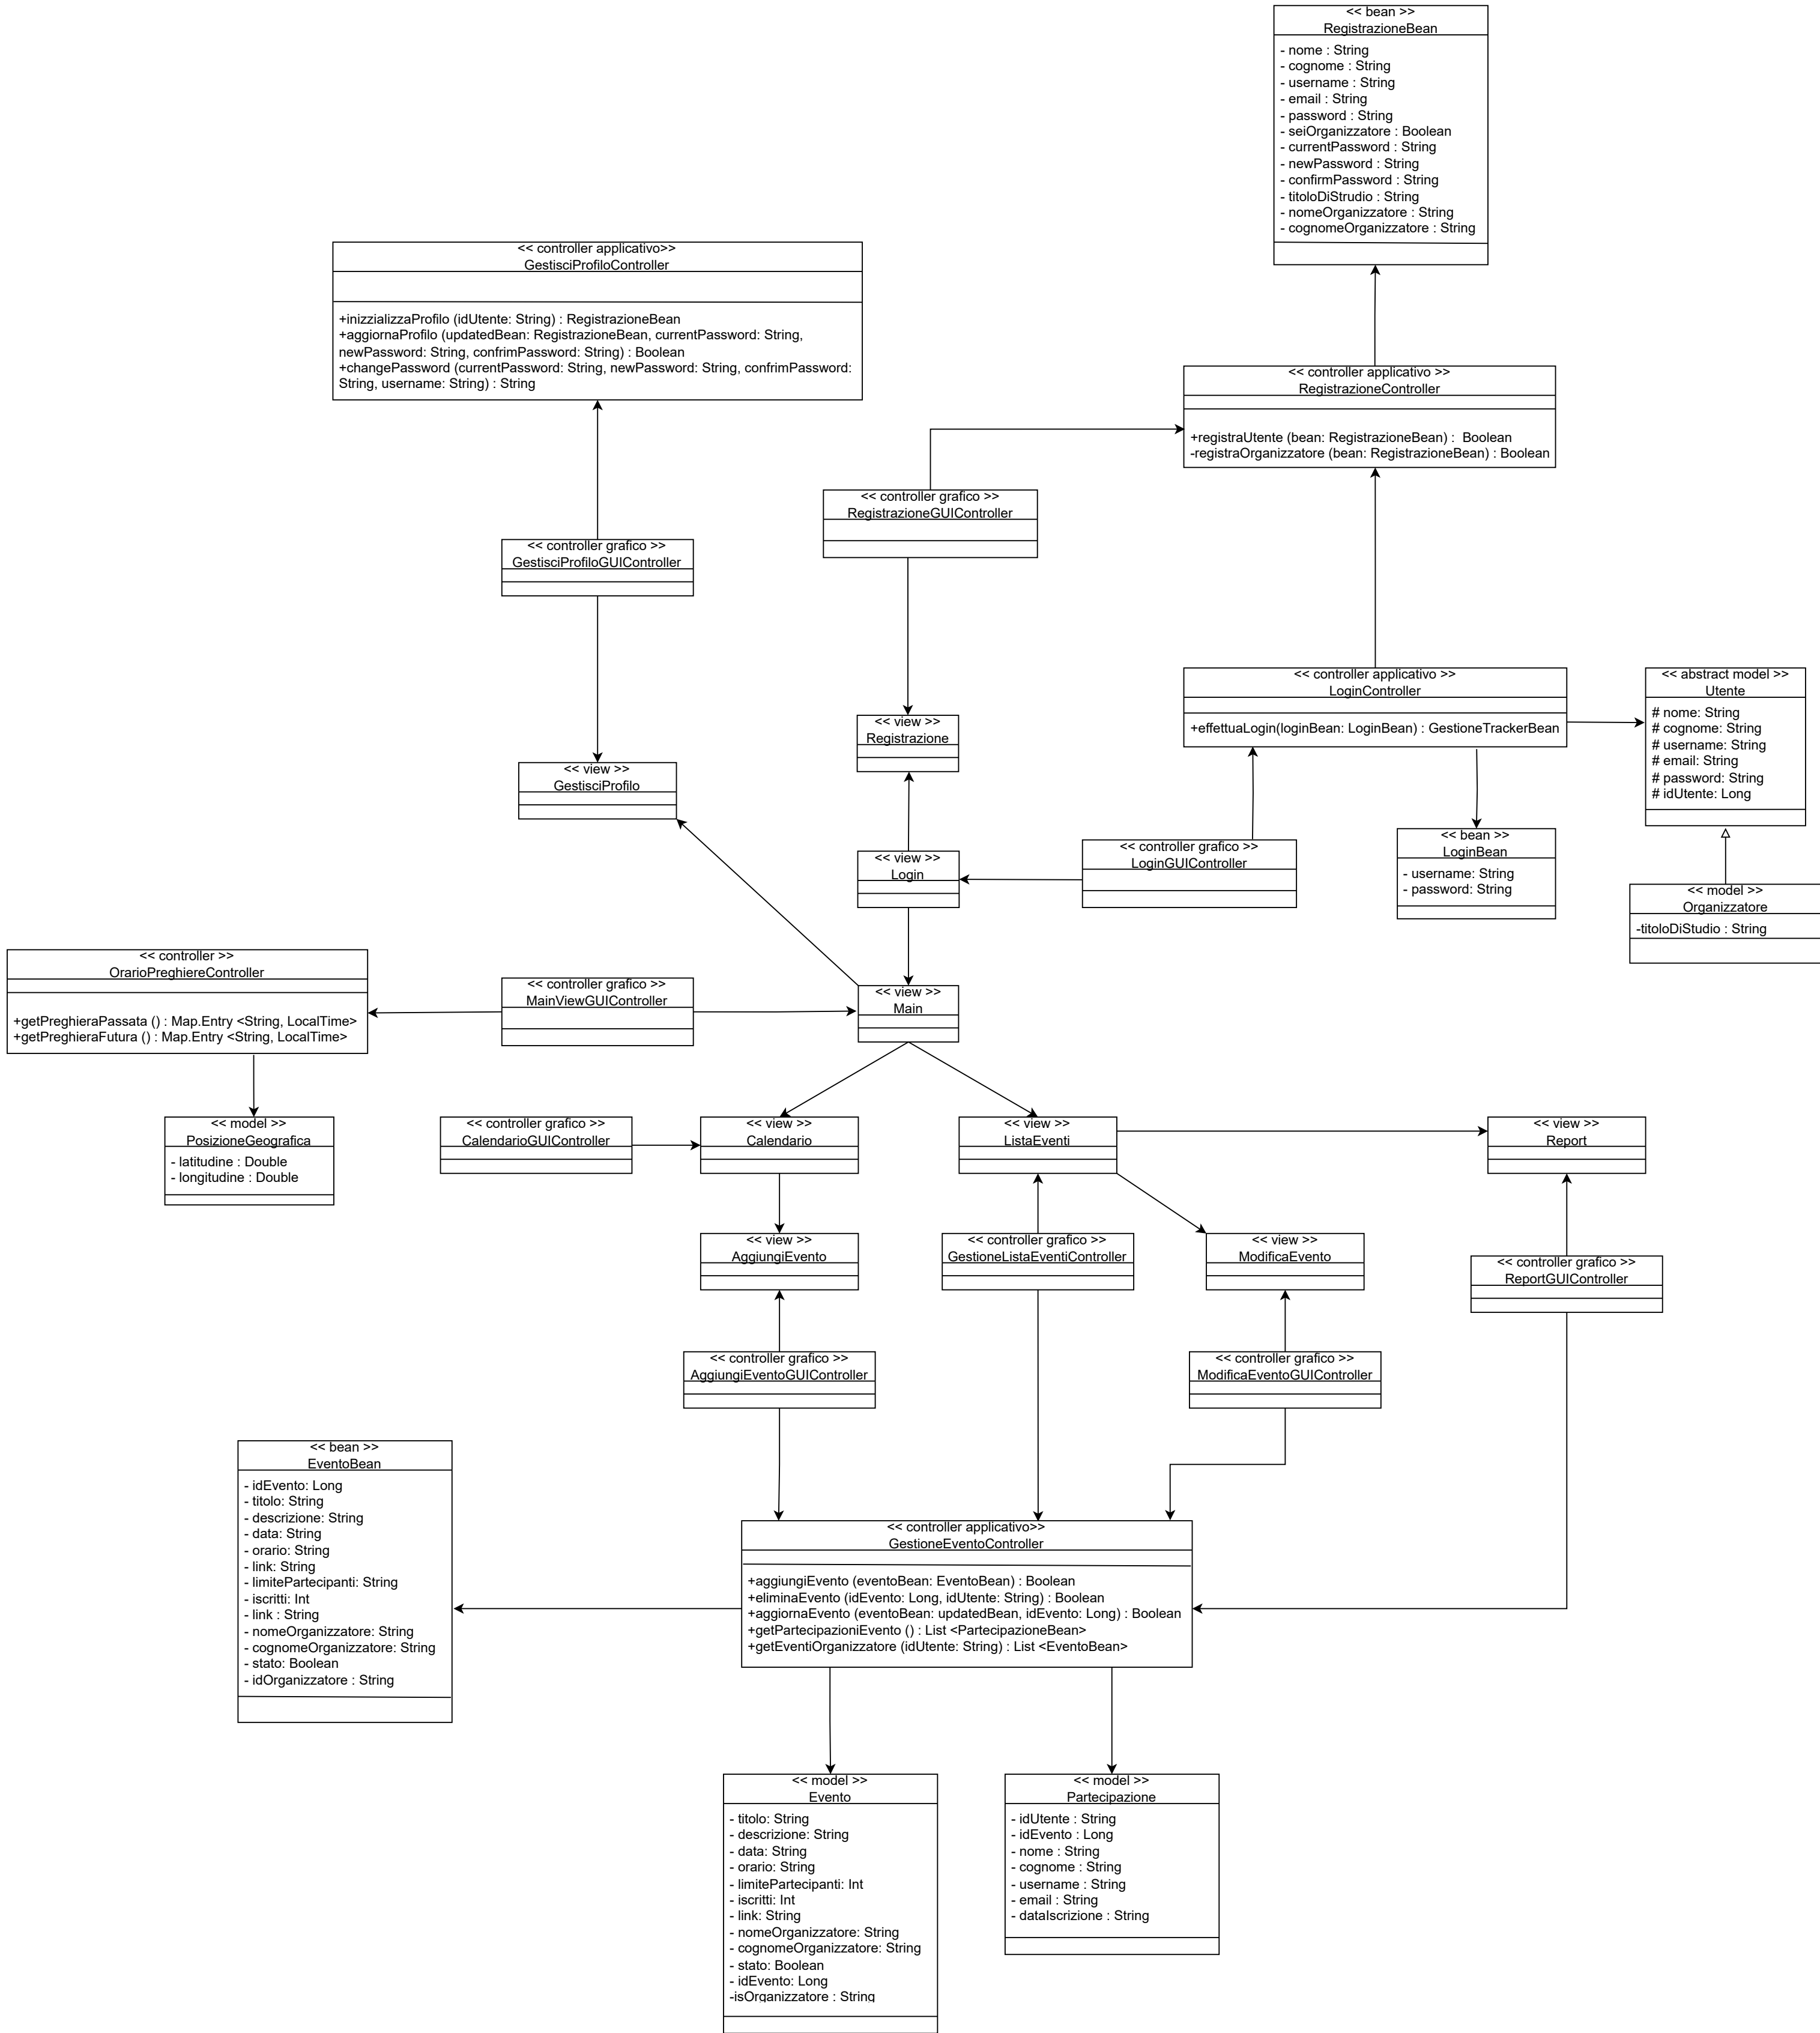 << bean >>
RegistrazioneBean
- nome : String
- cognome : String
- username : String
- email : String
- password : String
- seiOrganizzatore : Boolean
- currentPassword : String
- newPassword : String
- confirmPassword : String
- titoloDiStrudio : String
- nomeOrganizzatore : String
- cognomeOrganizzatore : String
<< controller applicativo>>
GestisciProfiloController
+inizzializzaProfilo (idUtente: String) : RegistrazioneBean
+aggiornaProfilo (updatedBean: RegistrazioneBean, currentPassword: String,
newPassword: String, confrimPassword: String) : Boolean
+changePassword (currentPassword: String, newPassword: String, confrimPassword:
String, username: String) : String
<< controller applicativo >>
RegistrazioneController
+registraUtente (bean: RegistrazioneBean) :  Boolean
-registraOrganizzatore (bean: RegistrazioneBean) : Boolean
<< controller grafico >>
RegistrazioneGUIController
<< controller grafico >>
GestisciProfiloGUIController
<< controller applicativo >>
LoginController
+effettuaLogin(loginBean: LoginBean) : GestioneTrackerBean
<< abstract model >>
Utente
# nome: String
# cognome: String
# username: String
# email: String
# password: String
# idUtente: Long
<< view >>
Registrazione
<< view >>
GestisciProfilo
<< bean >>
LoginBean
- username: String
- password: String
<< controller grafico >>
LoginGUIController
<< view >>
Login
<< model >>
Organizzatore
-titoloDiStudio : String
<< controller >>
OrarioPreghiereController
+getPreghieraPassata () : Map.Entry <String, LocalTime>
+getPreghieraFutura () : Map.Entry <String, LocalTime>
<< controller grafico >>
MainViewGUIController
<< view >>
Main
<< model >>
PosizioneGeografica
- latitudine : Double
- longitudine : Double
<< controller grafico >>
CalendarioGUIController
<< view >>
Calendario
<< view >>
ListaEventi
<< view >>
Report
<< view >>
AggiungiEvento
<< controller grafico >>
GestioneListaEventiController
<< view >>
ModificaEvento
<< controller grafico >>
ReportGUIController
<< controller grafico >>
AggiungiEventoGUIController
<< controller grafico >>
ModificaEventoGUIController
<< bean >>
EventoBean
- idEvento: Long
- titolo: String
- descrizione: String
- data: String
- orario: String
- link: String
- limitePartecipanti: String
- iscritti: Int
- link : String
- nomeOrganizzatore: String
- cognomeOrganizzatore: String
- stato: Boolean
- idOrganizzatore : String
<< controller applicativo>>
GestioneEventoController
+aggiungiEvento (eventoBean: EventoBean) : Boolean
+eliminaEvento (idEvento: Long, idUtente: String) : Boolean
+aggiornaEvento (eventoBean: updatedBean, idEvento: Long) : Boolean
+getPartecipazioniEvento () : List <PartecipazioneBean>
+getEventiOrganizzatore (idUtente: String) : List <EventoBean>
<< model >>
Evento
- titolo: String
- descrizione: String
- data: String
- orario: String
- limitePartecipanti: Int
- iscritti: Int
- link: String
- nomeOrganizzatore: String
- cognomeOrganizzatore: String
- stato: Boolean
- idEvento: Long
-isOrganizzatore : String
<< model >>
Partecipazione
- idUtente : String
- idEvento : Long
- nome : String
- cognome : String
- username : String
- email : String
- dataIscrizione : String